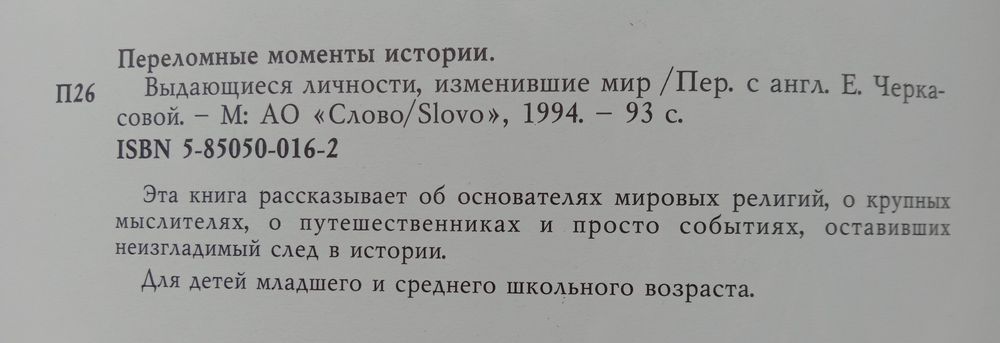 Переломные моменты истории.
П26 Выдающиеся личности, изменившие мир /Пер. с англ. Е. Черка-
совой. – М: АО «Слово/Slovo», 1994. – 93 с.
ISBN 5-85050-016-2
Эта книга рассказывает об основателях мировых религий, о крупных
мыслителях, о путешественниках и просто событиях, оставивших
неизгладимый след в истории.
Для детей младшего и среднего школьного возраста.